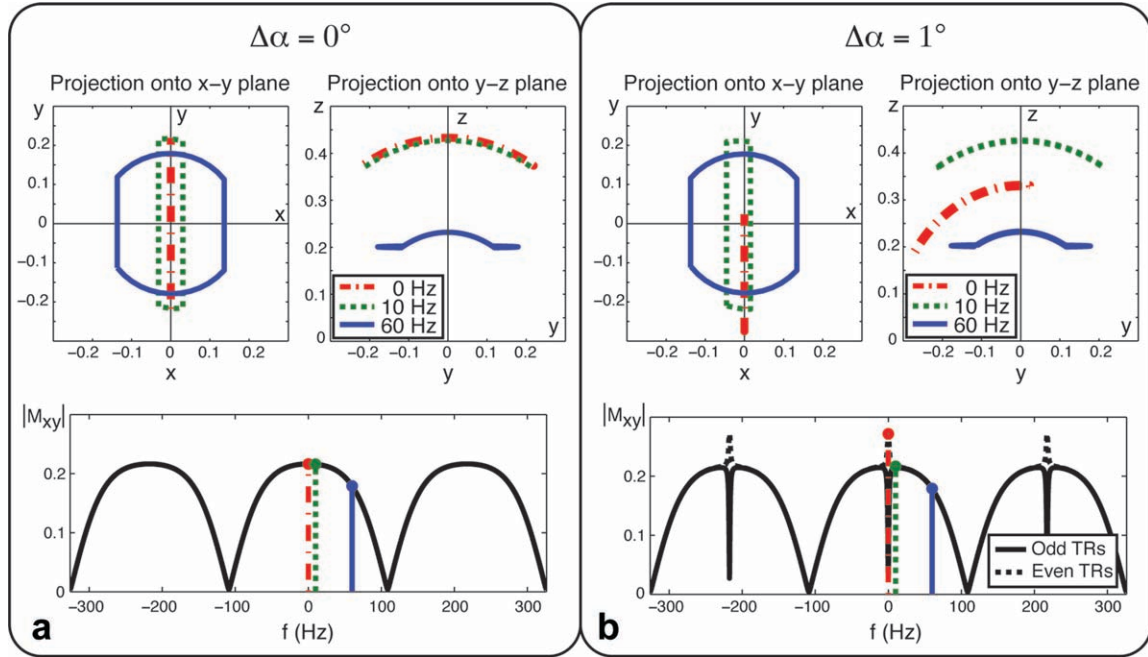 Δα = 0°
Projection onto x−y plane
Projection onto y−z plane
y
y
x
0.2
0.1
0
−0.1
−0.2
−0.2
−0.1
0
0.1
0.2
x
z
z
0.4
0.3
0.2
0.1
0
0 Hz
10 Hz
60 Hz
y
−0.2
0
0.2
y
|Mxy|
0.2
0.1
0
−300
−200
−100
0
100
200
300
f (Hz)
a
Δα = 1°
Projection onto x−y plane
Projection onto y−z plane
y
y
x
0.2
0.1
0
−0.1
−0.2
−0.2
−0.1
0
0.1
0.2
x
z
z
0.4
0.3
0.2
0.1
0
0 Hz
10 Hz
60 Hz
y
−0.2
0
0.2
y
|Mxy|
0.2
0.1
0
Odd TRs
Even TRs
−300
−200
−100
0
100
200
300
f (Hz)
b